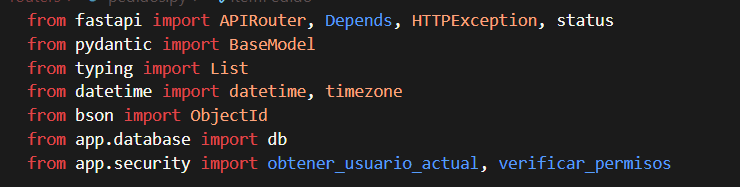 from fastapi import APIRouter, Depends, HTTPException, status
from pydantic import BaseModel
from typing import List
from datetime import datetime, timezone
from bson import ObjectId
from app.database import db
from app.security import obtener_usuario_actual, verificar_permisos